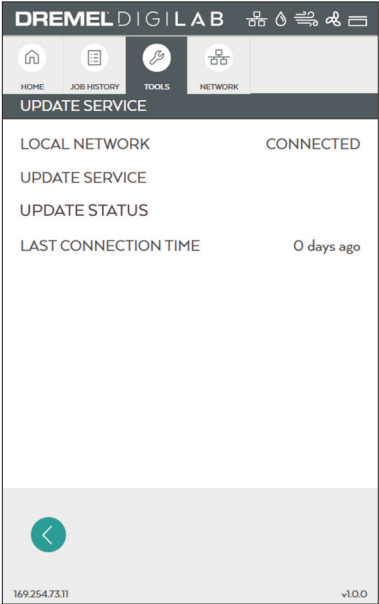 DREMEL DIGILAB
HOME JOB HISTORY TOOLS NETWORK
UPDATE SERVICE
LOCAL NETWORK CONNECTED
UPDATE SERVICE
UPDATE STATUS
LAST CONNECTION TIME 0 days ago
169.254.73.11 v1.0.0